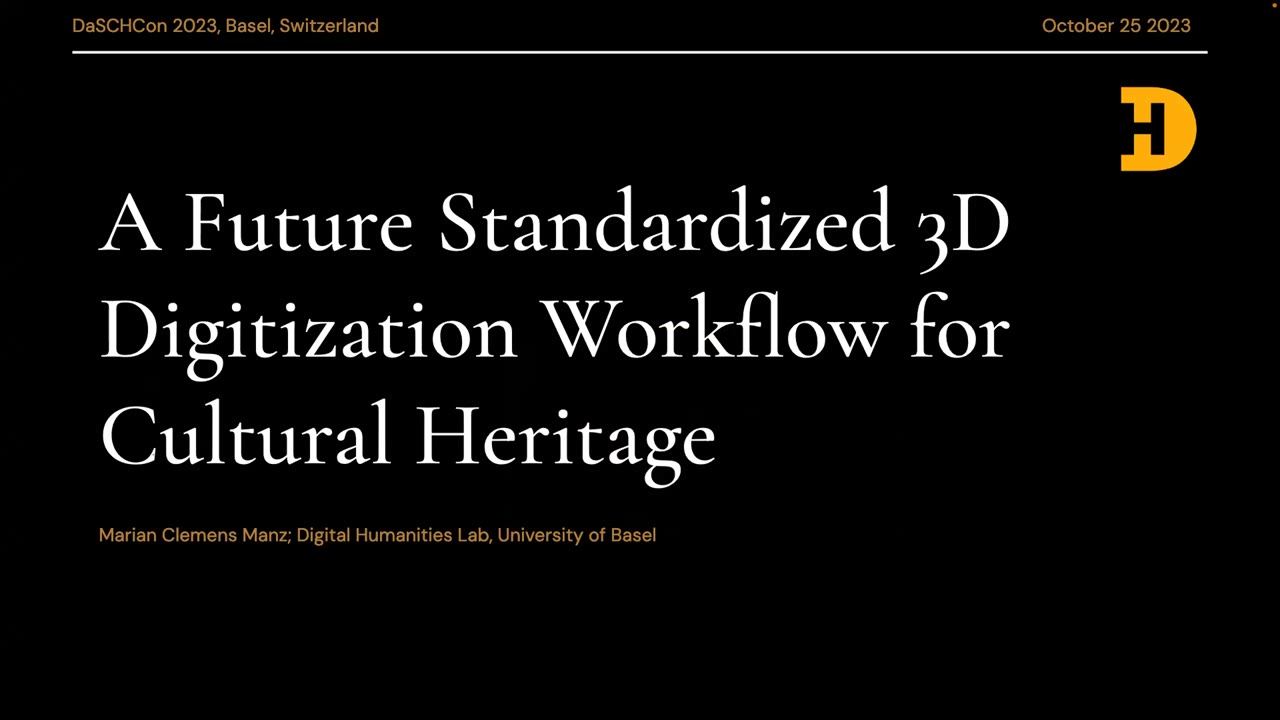 DaSCHCon 2023, Basel, Switzerland
October 25 2023
DH
A Future Standardized 3D
Digitization Workflow for
Cultural Heritage
Marian Clemens Manz; Digital Humanities Lab, University of Basel